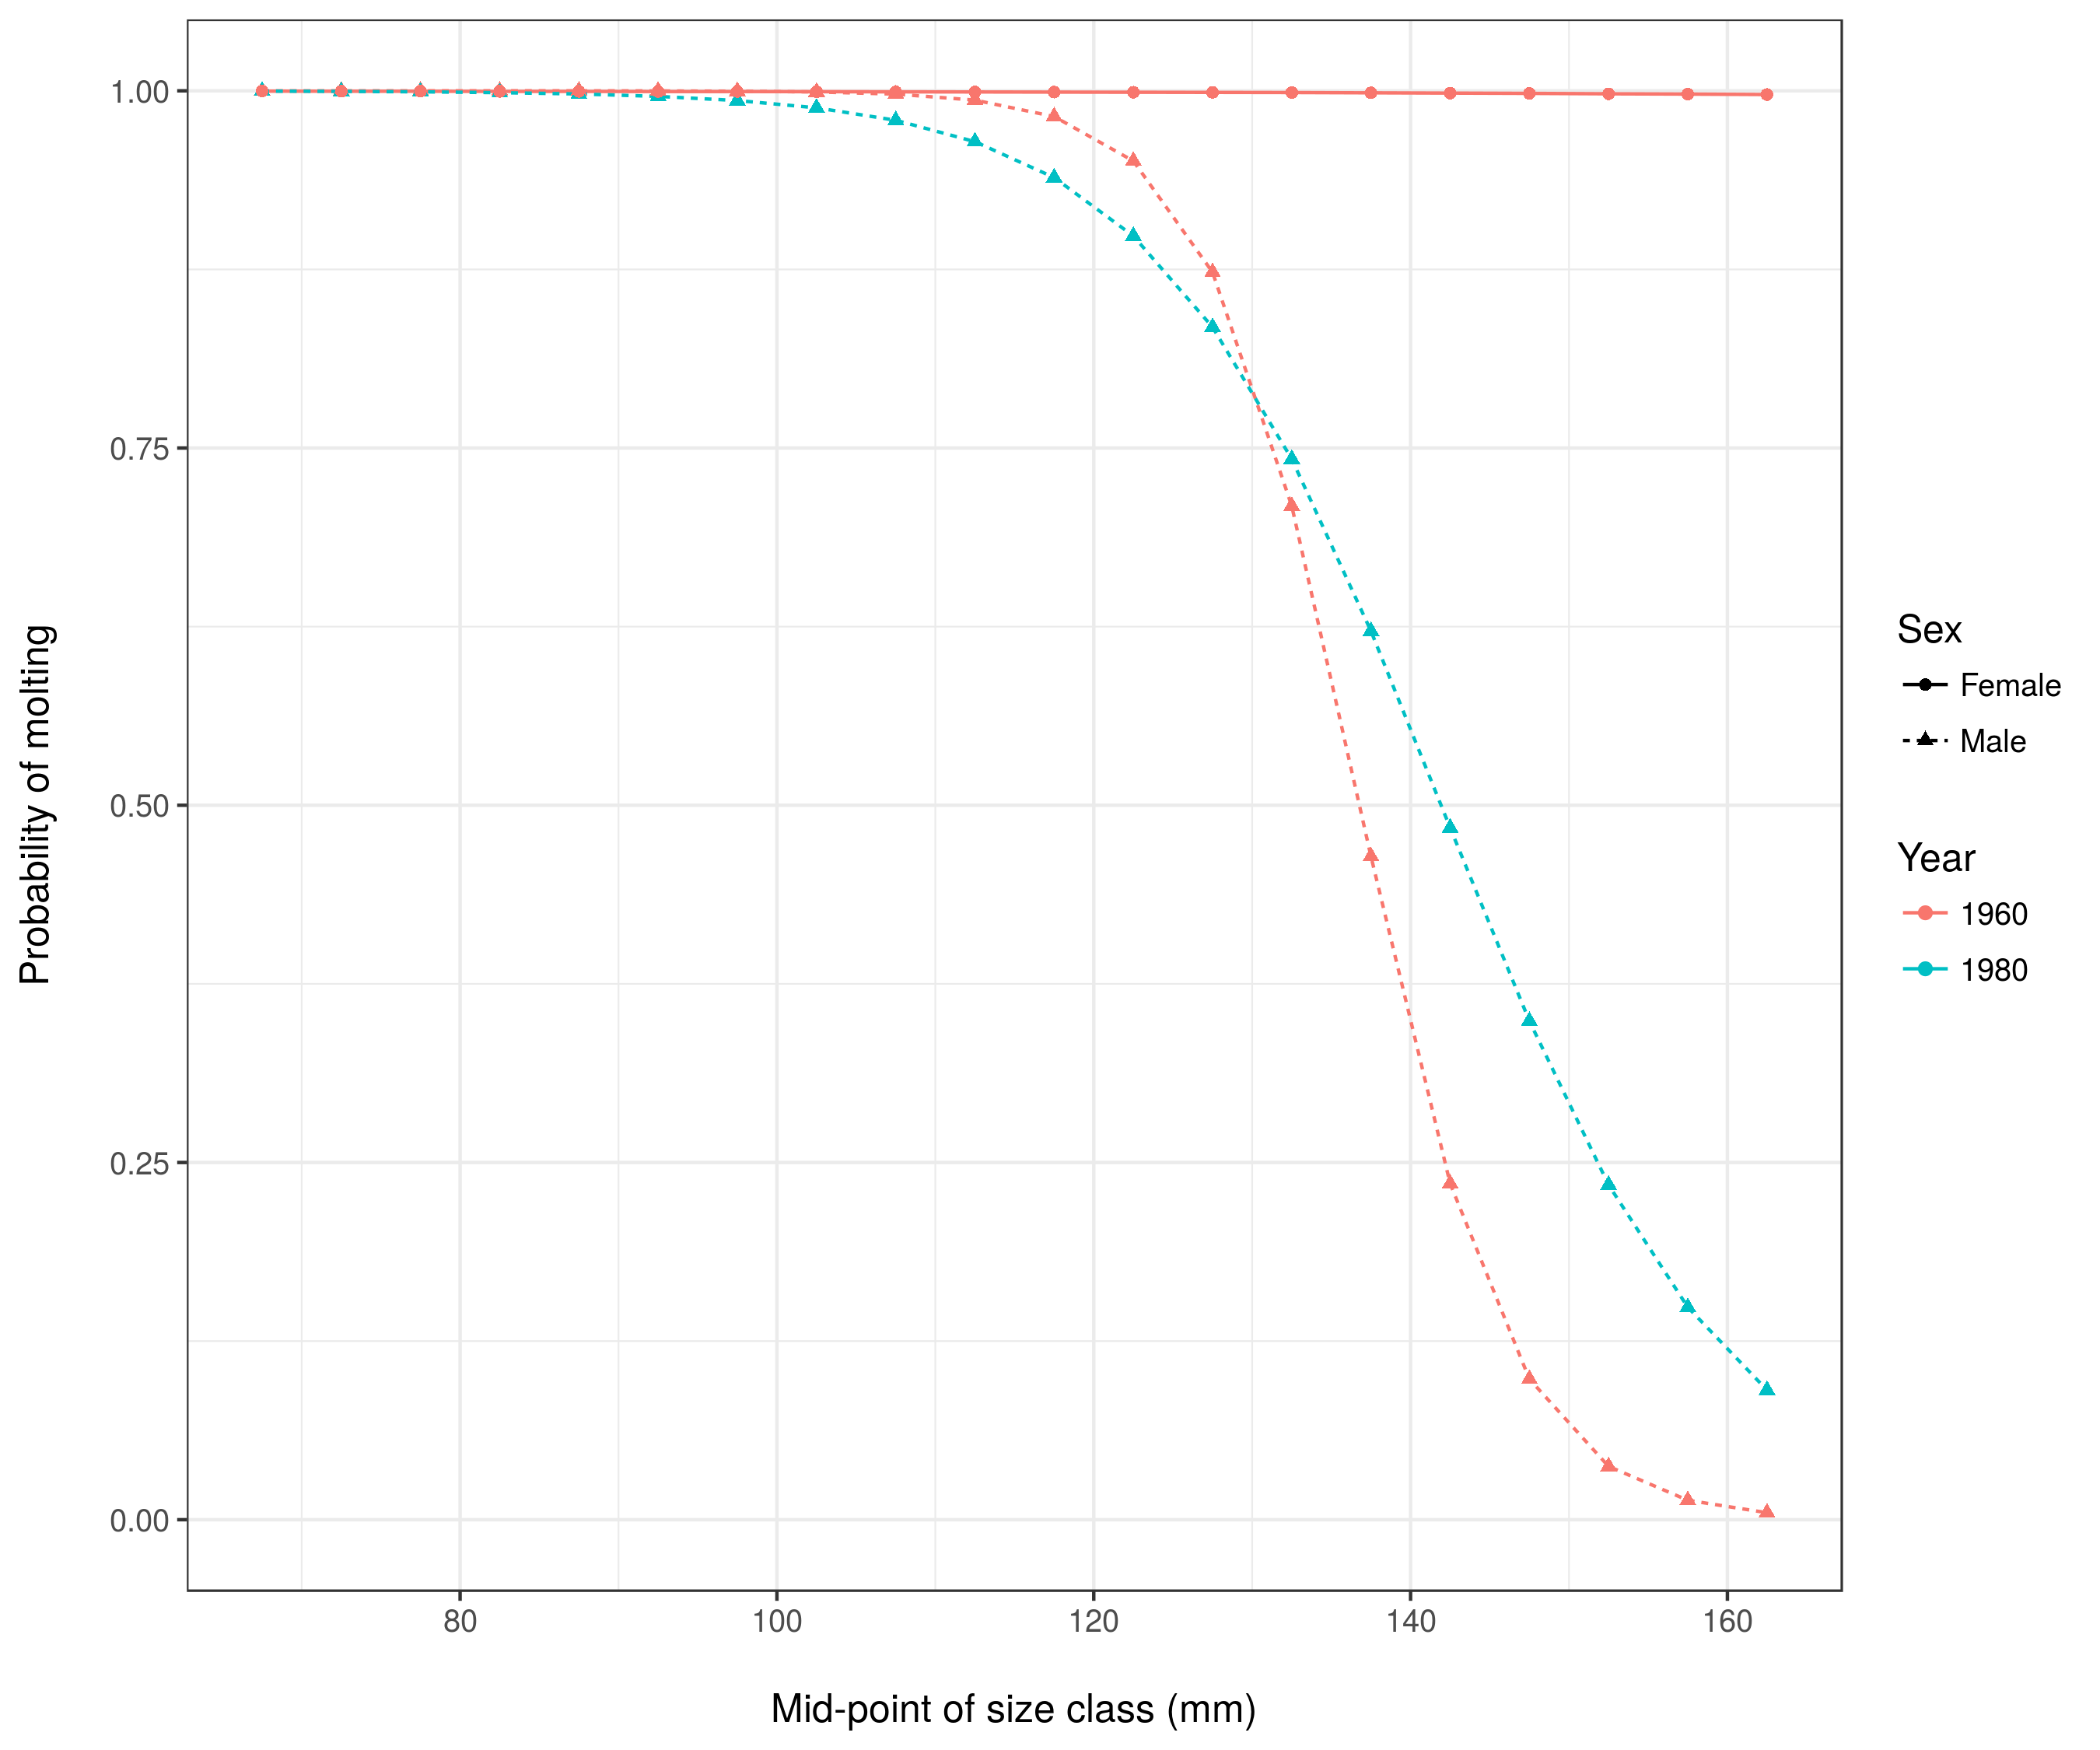 Probability of molting
1.00
0.75
0.50
0.25
0.00
80 100 120 140 160
Mid-point of size class (mm)
Sex
Female
Male
Year
1960
1980